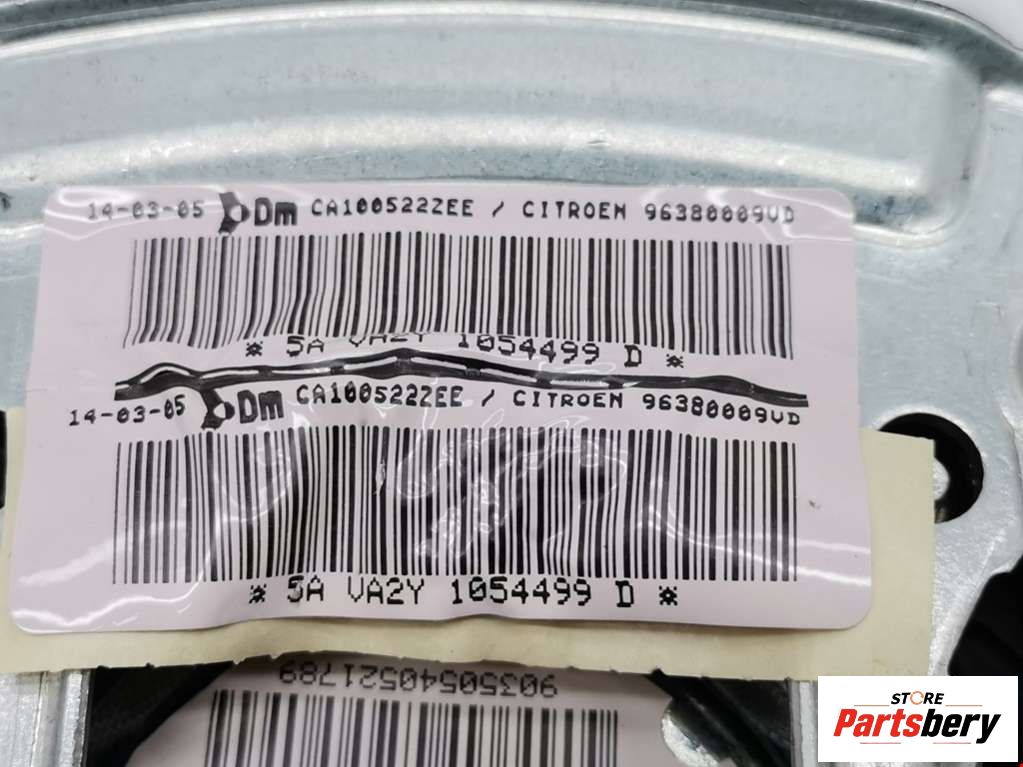 14-03-05 Dm CA100522ZEE / CITROEN 96380009VD
* 5A VA2Y 1054499 D *
14-03-05 Dm CA100522ZEE / CITROEN 96380009VD
* 5A VA2Y 1054499 D *
90350540521789
STORE
Partsbery